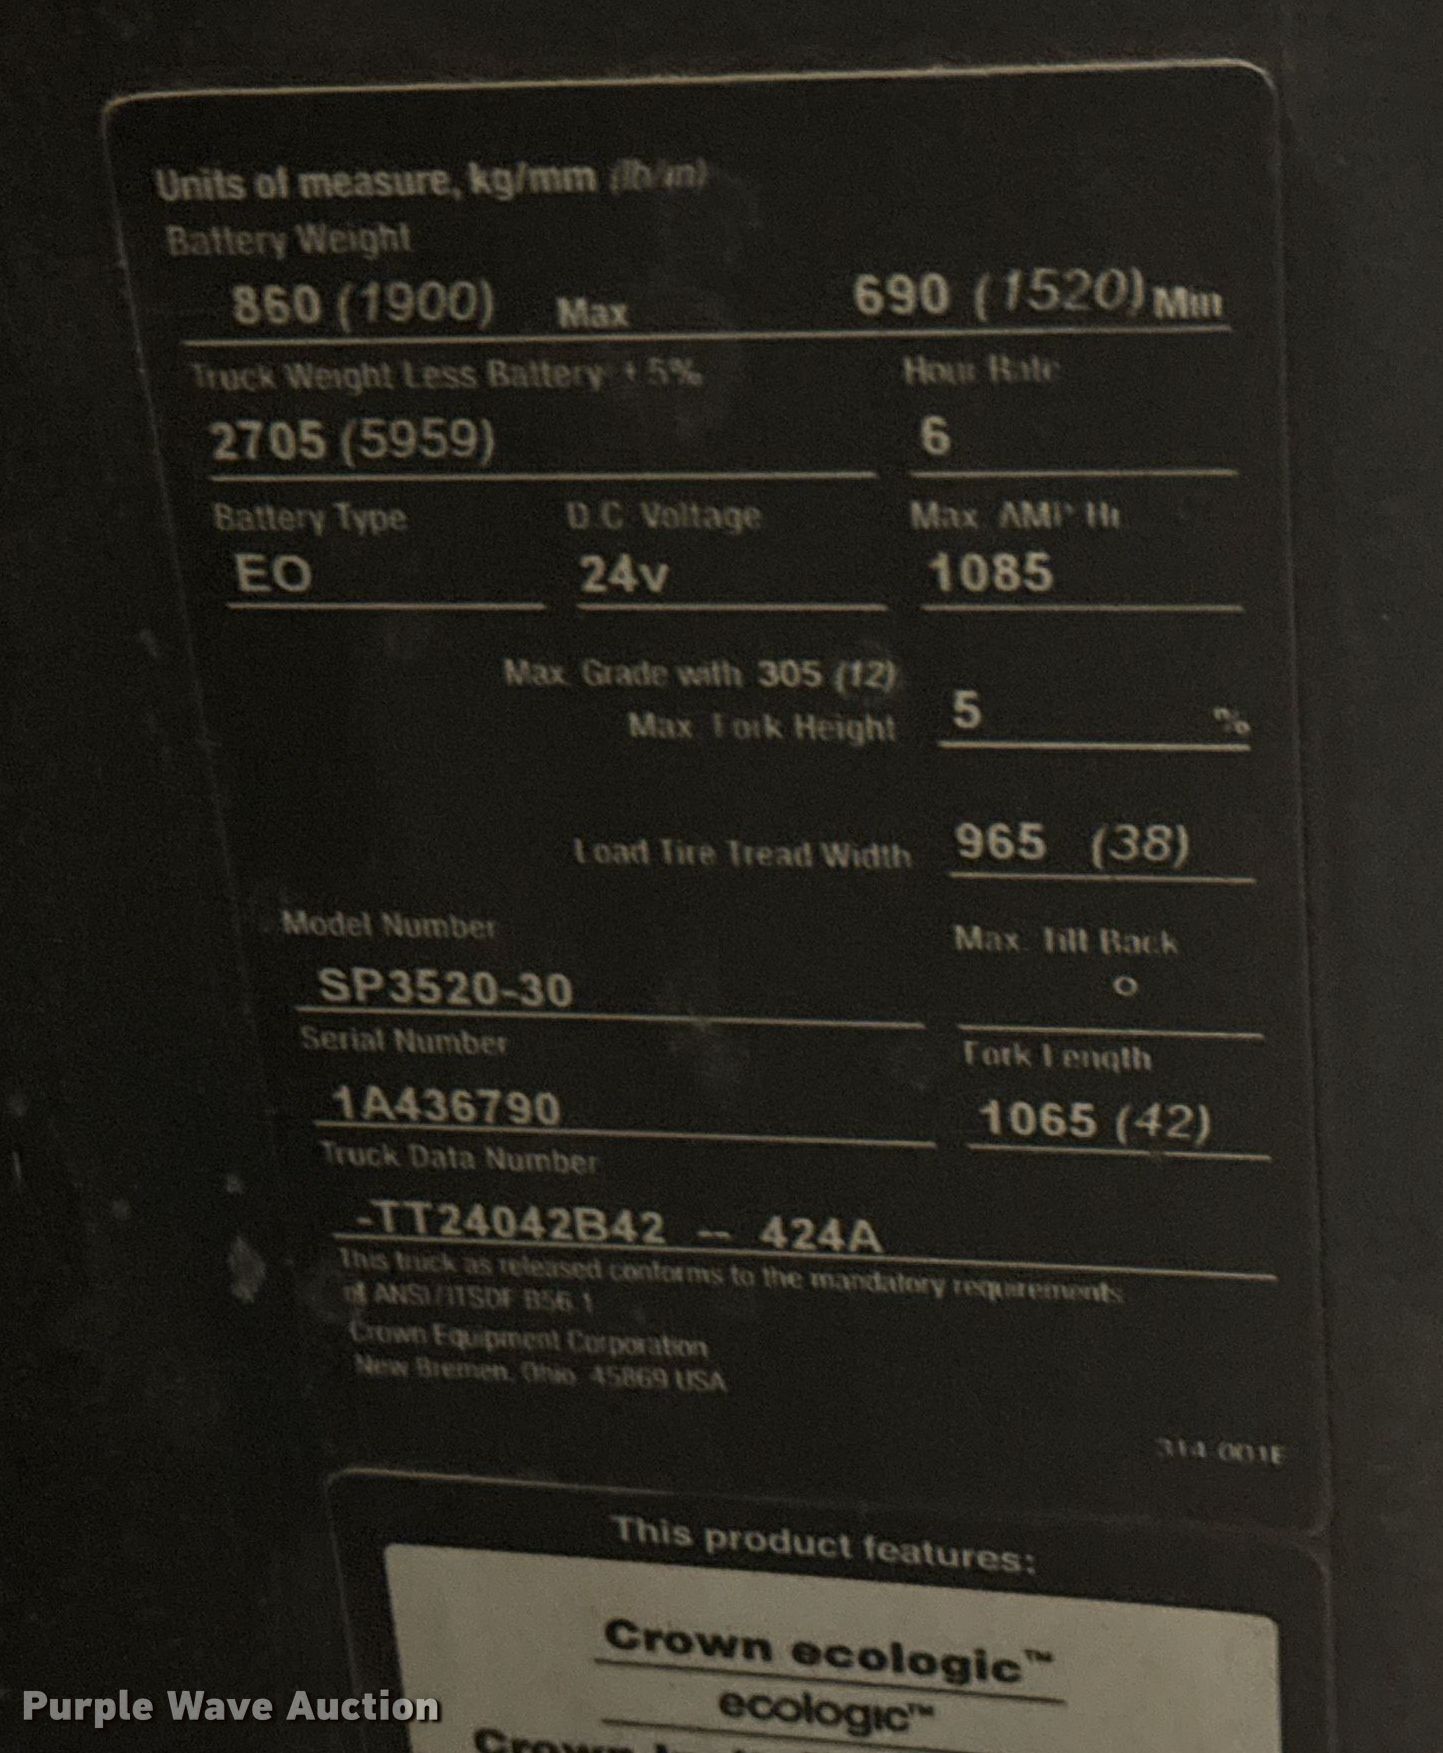 Units of measure, kg/mm (lb/in)
Battery Weight
860 (1900) Max 690 (1520) Min
Truck Weight Less Battery ± 5% Hour Rate
2705 (5959) 6
Battery Type D.C. Voltage Max. AMP Hr
EO 24v 1085
Max. Grade with 305 (12)
Max. Fork Height 5 %
Load Tire Tread Width 965 (38)
Model Number Max. Tilt Back
SP3520-30 o
Serial Number Fork Length
1A436790 1065 (42)
Truck Data Number
-TT24042B42 -- 424A
This truck as released conforms to the mandatory requirements
of ANSI/ITSDF B56.1
Crown Equipment Corporation
New Bremen, Ohio 45869 USA
314-001E
This product features:
Crown ecologic™
ecologic™
Crown
Purple Wave Auction